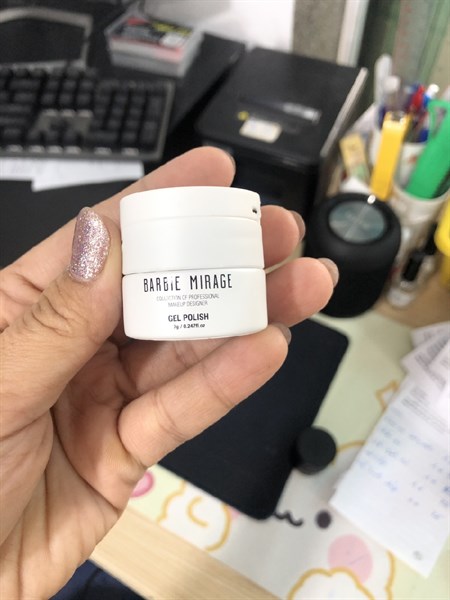 BARBIE MIRAGE
COLLECTION OF PROFESSIONAL
MAKEUP DESIGNER
GEL POLISH